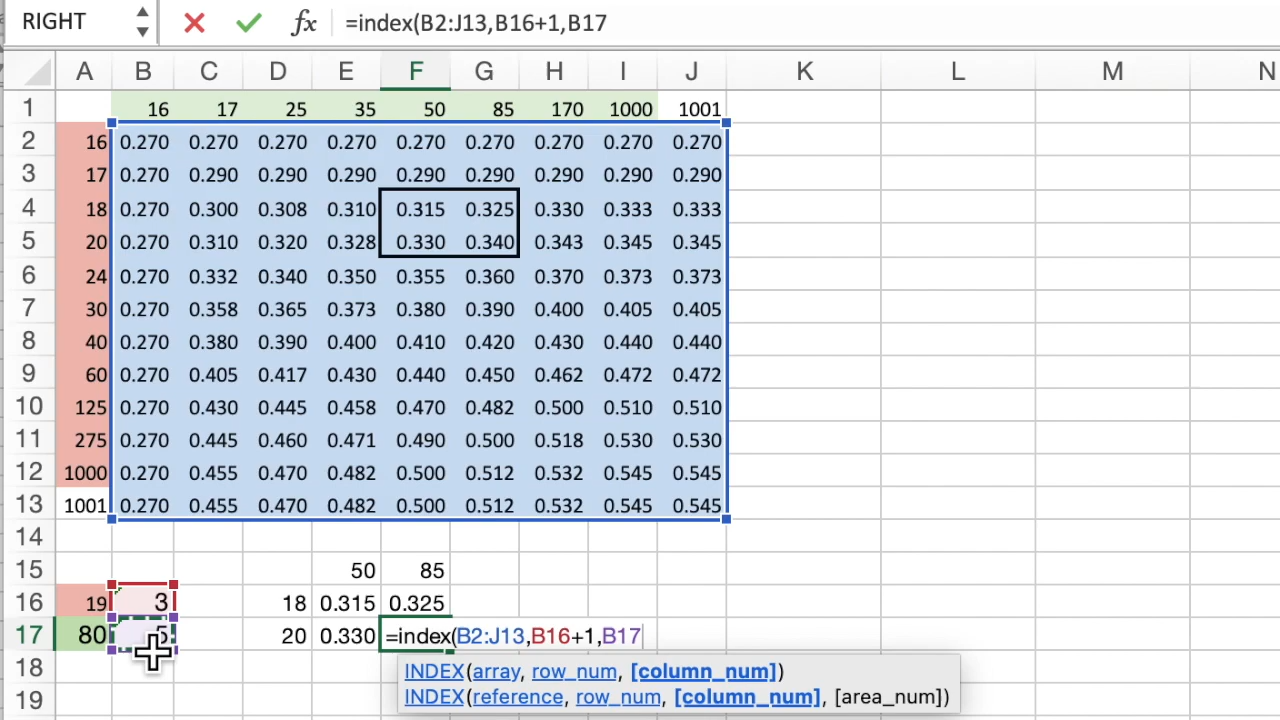 RIGHT fx =index(B2:J13,B16+1,B17
A B C D E F G H I J K L M N
1 16 17 25 35 50 85 170 1000 1001
2 16 0.270 0.270 0.270 0.270 0.270 0.270 0.270 0.270 0.270
3 17 0.270 0.290 0.290 0.290 0.290 0.290 0.290 0.290 0.290
4 18 0.270 0.300 0.308 0.310 0.315 0.325 0.330 0.333 0.333
5 20 0.270 0.310 0.320 0.328 0.330 0.340 0.343 0.345 0.345
6 24 0.270 0.332 0.340 0.350 0.355 0.360 0.370 0.373 0.373
7 30 0.270 0.358 0.365 0.373 0.380 0.390 0.400 0.405 0.405
8 40 0.270 0.380 0.390 0.400 0.410 0.420 0.430 0.440 0.440
9 60 0.270 0.405 0.417 0.430 0.440 0.450 0.462 0.472 0.472
10 125 0.270 0.430 0.445 0.458 0.470 0.482 0.500 0.510 0.510
11 275 0.270 0.445 0.460 0.471 0.490 0.500 0.518 0.530 0.530
12 1000 0.270 0.455 0.470 0.482 0.500 0.512 0.532 0.545 0.545
13 1001 0.270 0.455 0.470 0.482 0.500 0.512 0.532 0.545 0.545
14
15 50 85
16 19 3 18 0.315 0.325
17 80 5 20 0.330 =index(B2:J13,B16+1,B17
18 INDEX(array, row_num, [column_num])
19 INDEX(reference, row_num, [column_num], [area_num])